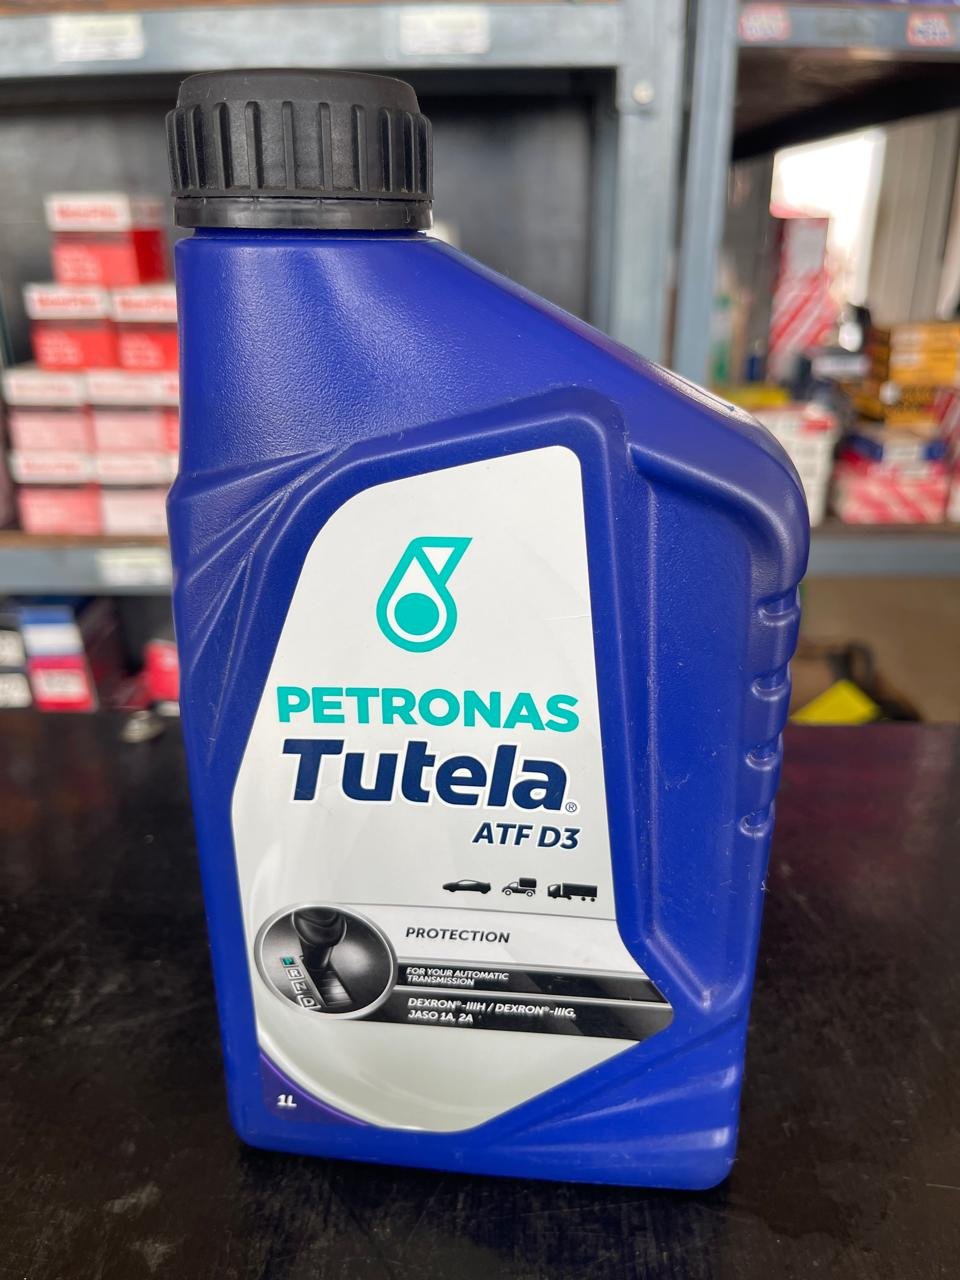 PETRONAS
Tutela®
ATF D3
PROTECTION
FOR YOUR AUTOMATIC
TRANSMISSION
DEXRON®-IIIH / DEXRON®-IIIG,
JASO 1A, 2A
P
R
N
D
1L